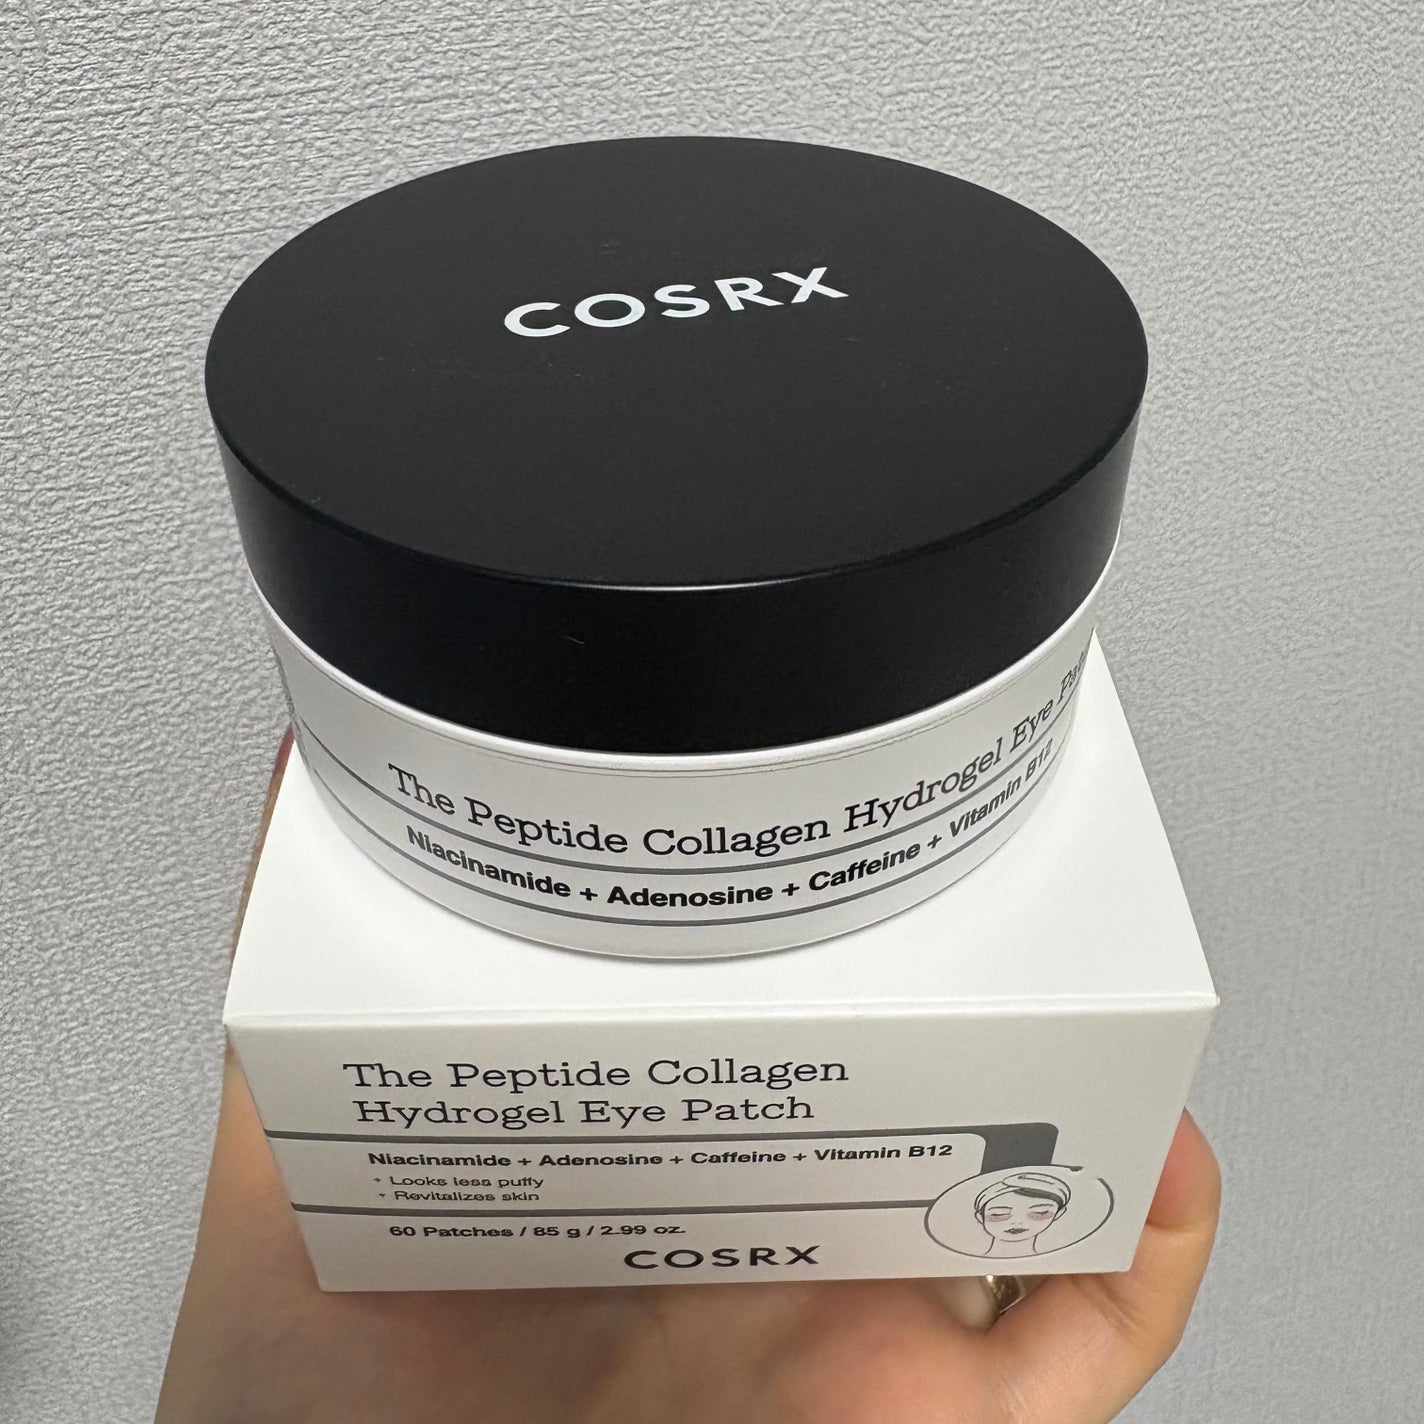 COSRX
The Peptide Collagen Hydrogel Eye
Niacinamide + Adenosine + Caffeine + Vitamin B12
The Peptide Collagen
Hydrogel Eye Patch
Niacinamide + Adenosine + Caffeine + Vitamin B12
+ Looks less puffy
+ Revitalizes skin
60 Patches / 85 g / 2.99 oz.
COSRX